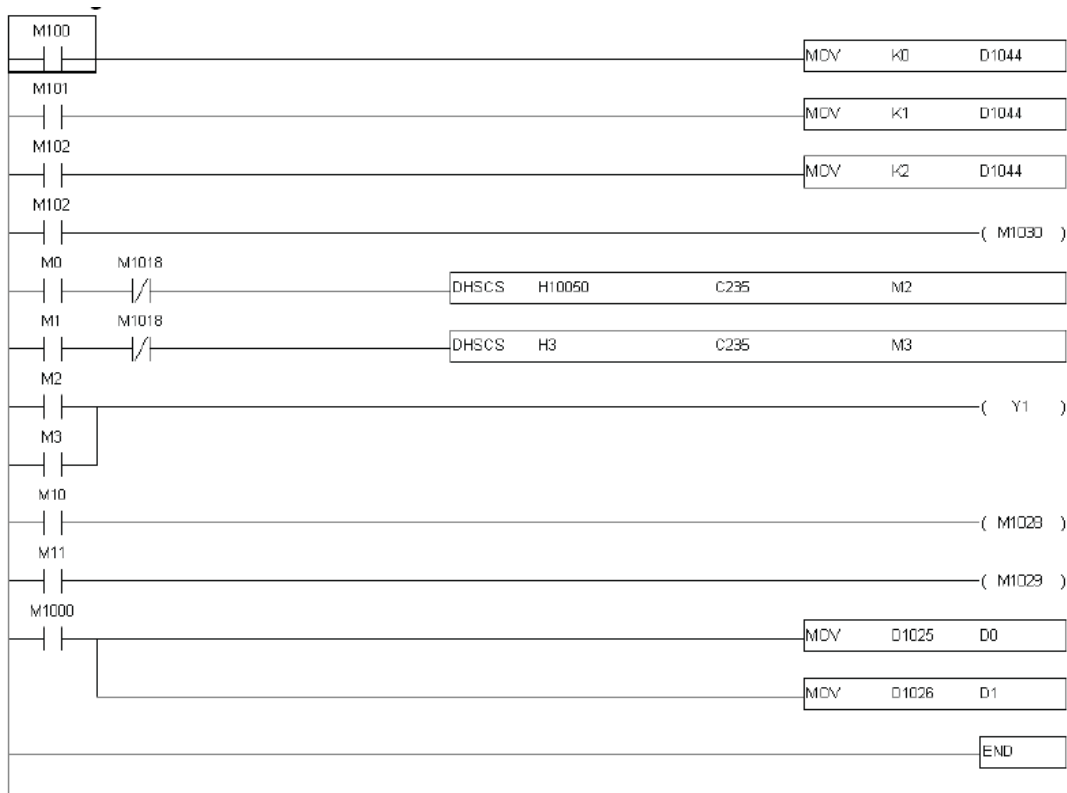 M100
MOV K0 D1044
M101
MOV K1 D1044
M102
MOV K2 D1044
M102
( M1030 )
M0 M1018
DHSCS H10050 C235 M2
M1 M1018
DHSCS H3 C235 M3
M2
( Y1 )
M3
M10
( M1028 )
M11
( M1029 )
M1000
MOV D1025 D0
MOV D1026 D1
END